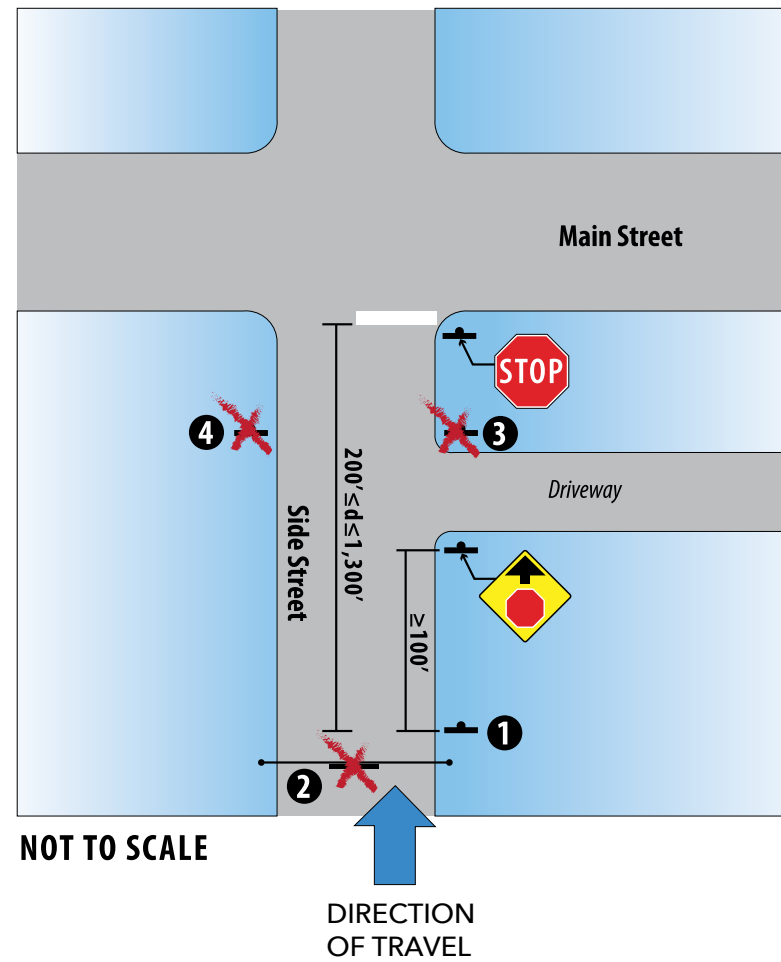 Main Street
STOP
4
3
200′≤d≤1,300′
Side Street
Driveway
≥100′
1
2
NOT TO SCALE
DIRECTION
OF TRAVEL